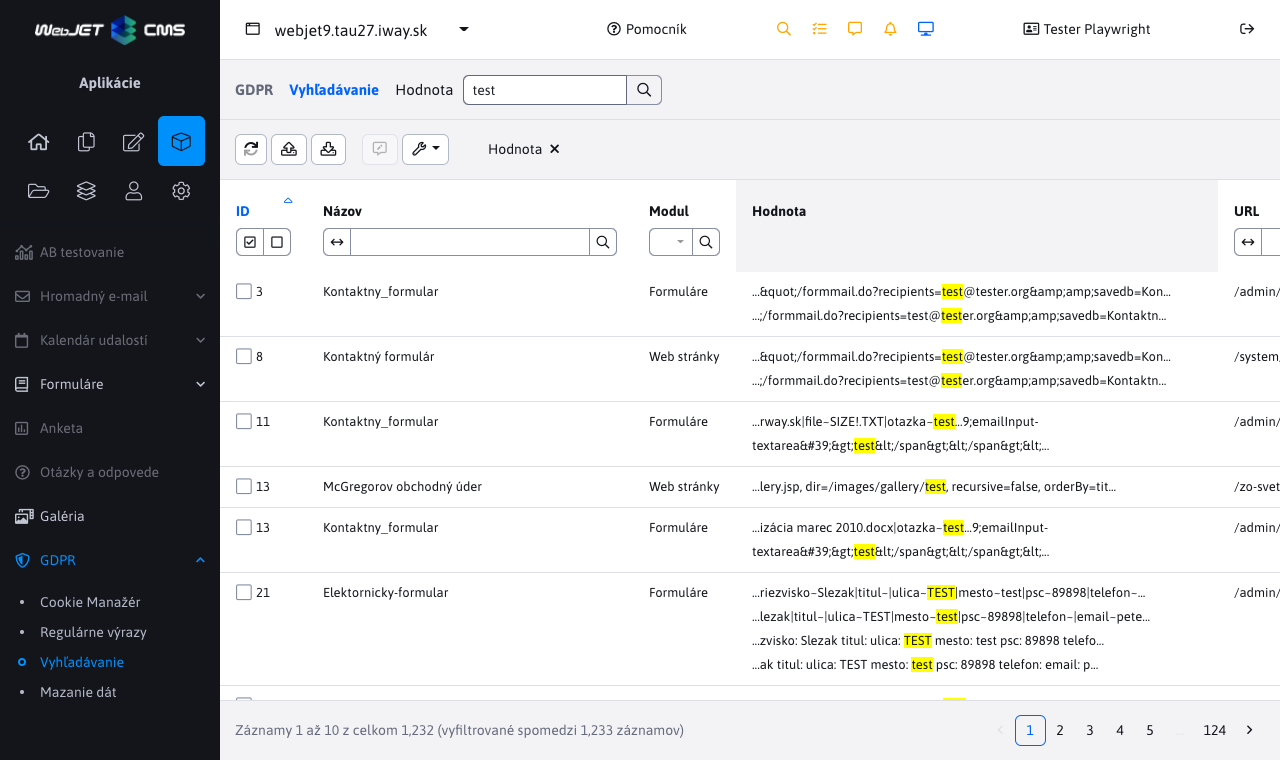 WebJET CMS
webjet9.tau27.iway.sk
Pomocník
Tester Playwright
Aplikácie
GDPR Vyhľadávanie Hodnota test
Hodnota
ID Názov Modul Hodnota URL
3 Kontaktny_formular Formuláre ...&quot;/formmail.do?recipients=test@tester.org&amp;amp;savedb=Kon... /admin/
...;/formmail.do?recipients=test@tester.org&amp;amp;savedb=Kontaktn...
8 Kontaktný formulár Web stránky ...&quot;/formmail.do?recipients=test@tester.org&amp;amp;savedb=Kon... /system
...;/formmail.do?recipients=test@tester.org&amp;amp;savedb=Kontaktn...
11 Kontaktny_formular Formuláre ...rway.sk|file~SIZE!.TXT|otazka~test...9;emailInput- /admin/
textarea&#39;&gt;test&lt;/span&gt;&lt;/span&gt;&lt;...
13 McGregorov obchodný úder Web stránky ...lery.jsp, dir=/images/gallery/test, recursive=false, orderBy=tit... /zo-svet
13 Kontaktny_formular Formuláre ...izácia marec 2010.docx|otazka~test...9;emailInput- /admin/
textarea&#39;&gt;test&lt;/span&gt;&lt;/span&gt;&lt;...
21 Elektornicky-formular Formuláre ...riezvisko~Slezak|titul~|ulica~TEST|mesto~test|psc~89898|telefon~... /admin/
...lezak|titul~|ulica~TEST|mesto~test|psc~89898|telefon~|email~pete...
...zvisko: Slezak titul: ulica: TEST mesto: test psc: 89898 telefo...
...ak titul: ulica: TEST mesto: test psc: 89898 telefon: email: p...
AB testovanie
Hromadný e-mail
Kalendár udalostí
Formuláre
Anketa
Otázky a odpovede
Galéria
GDPR
Cookie Manažér
Regulárne výrazy
Vyhľadávanie
Mazanie dát
Záznamy 1 až 10 z celkom 1,232 (vyfiltrované spomedzi 1,233 záznamov)
1 2 3 4 5 ... 124